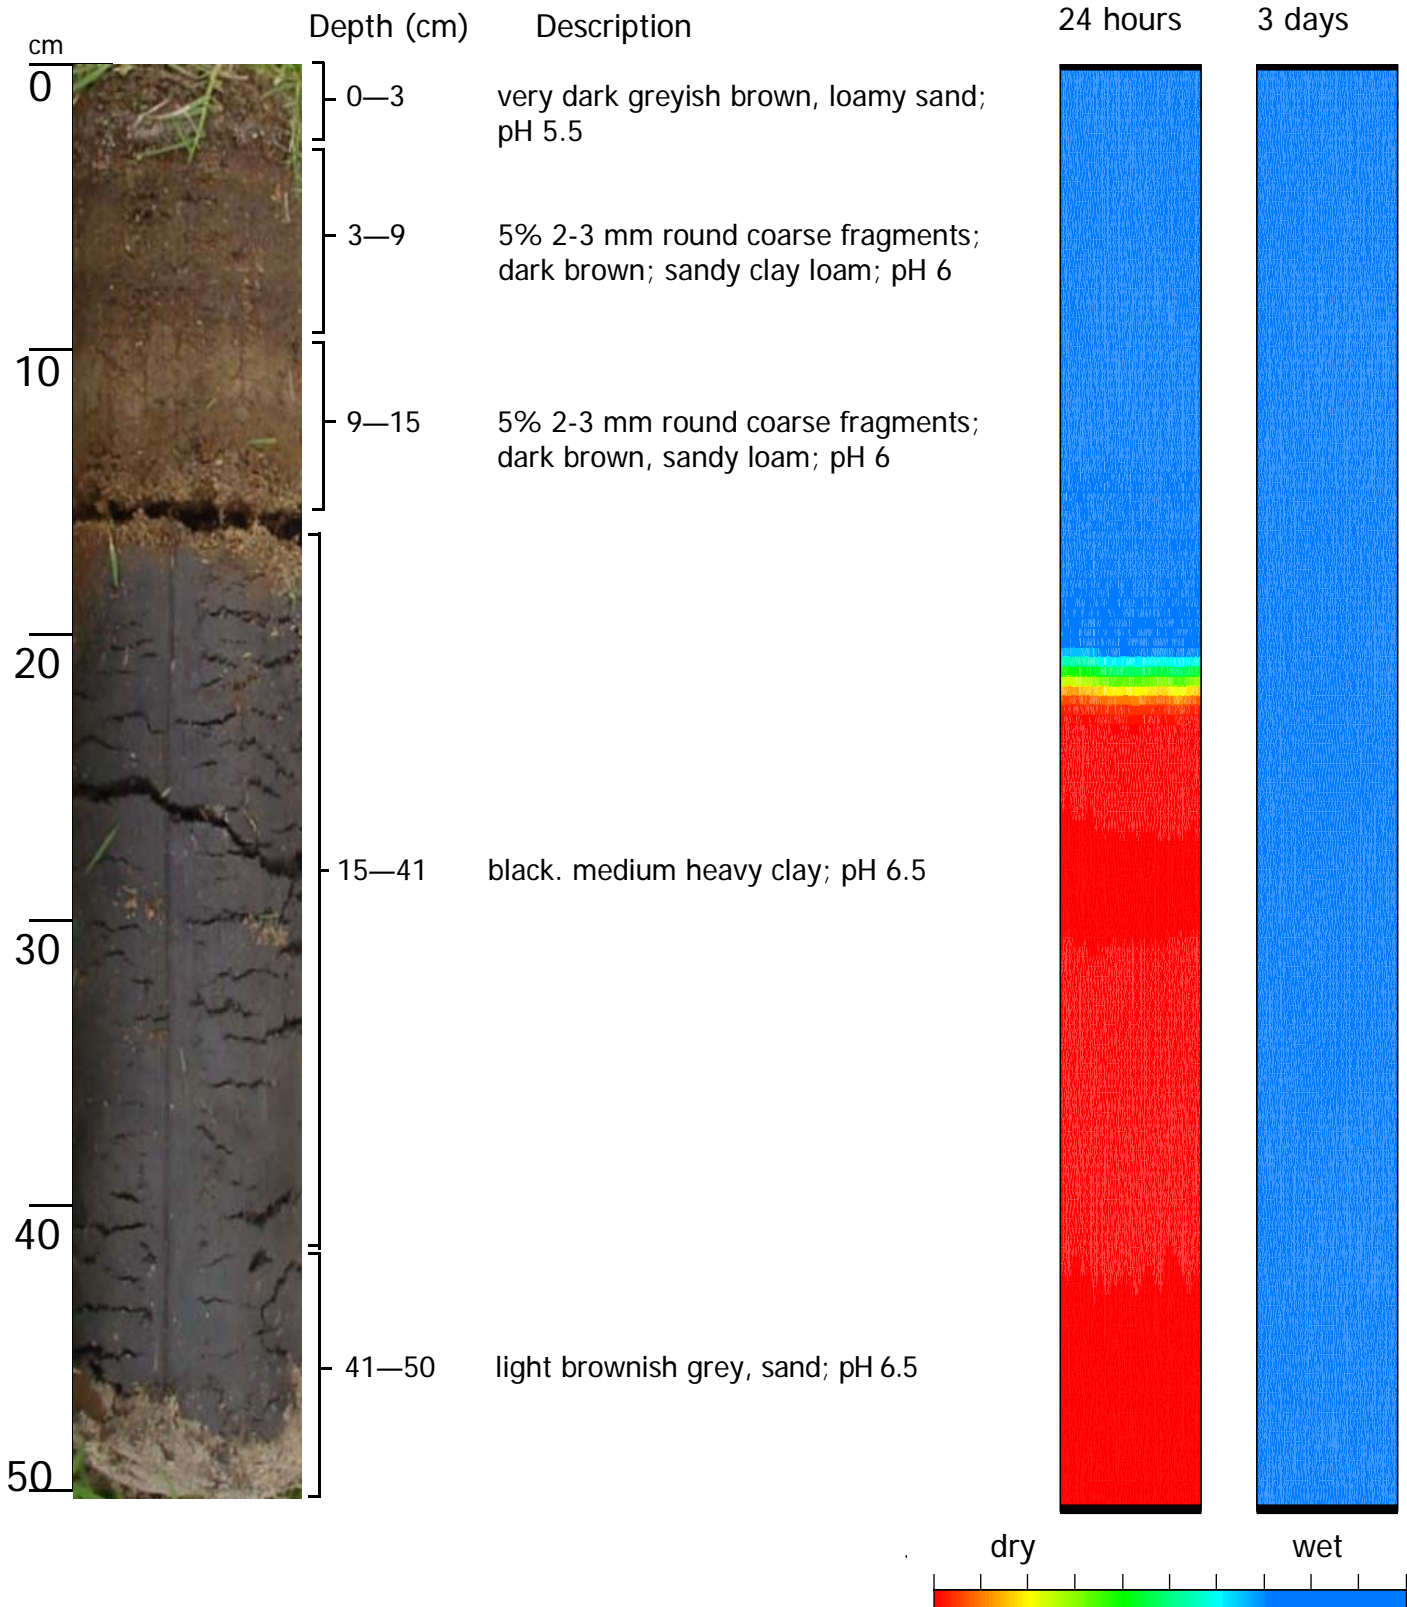 Depth (cm) Description 24 hours 3 days
cm
0
0—3 very dark greyish brown, loamy sand;
pH 5.5
3—9 5% 2-3 mm round coarse fragments;
dark brown; sandy clay loam; pH 6
10
9—15 5% 2-3 mm round coarse fragments;
dark brown, sandy loam; pH 6
20
15—41 black. medium heavy clay; pH 6.5
30
40
41—50 light brownish grey, sand; pH 6.5
50
dry wet